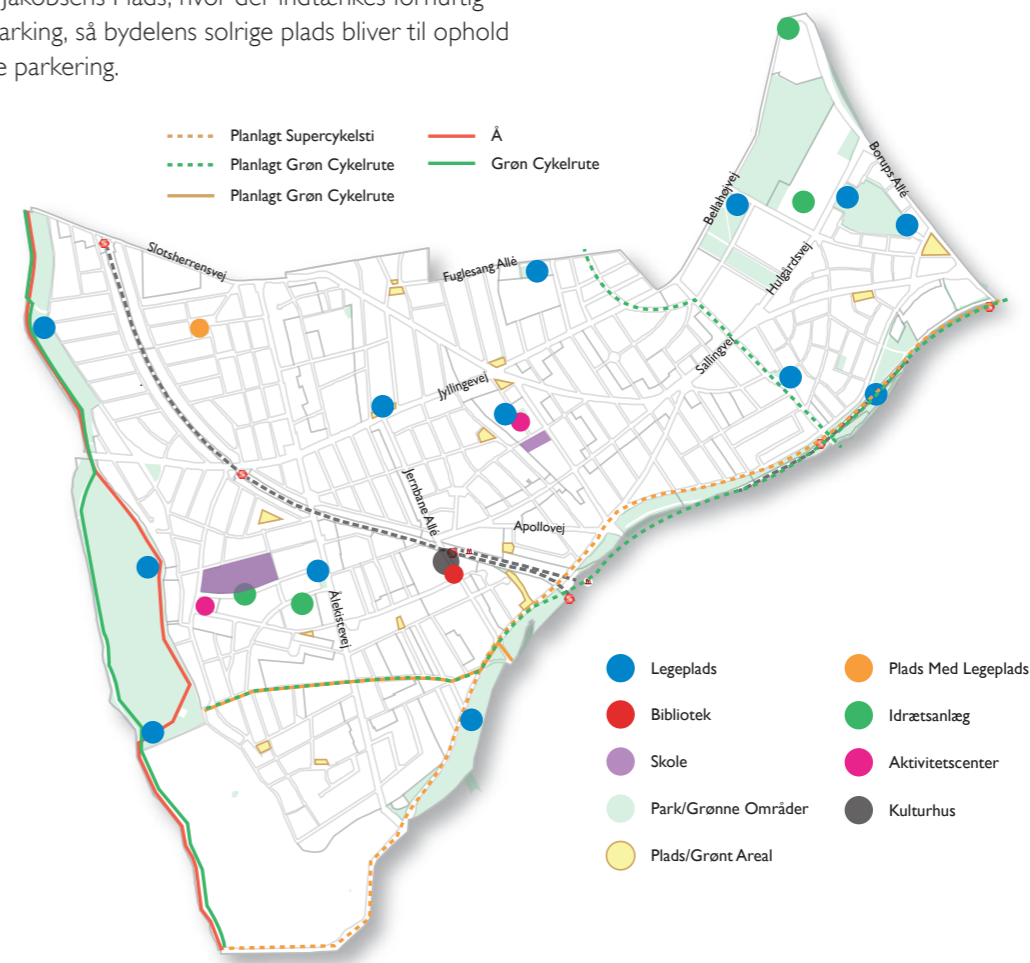 Jakobsens Plads, hvor der indtænkes fornuftig
arking, så bydelens solrige plads bliver til ophold
e parkering.
Planlagt Supercykelsti
Planlagt Grøn Cykelrute
Planlagt Grøn Cykelrute
Å
Grøn Cykelrute
Slotsherrensvej
Fuglesang Allé
Bellahøjvej
Borups Allé
Hulgårdsvej
Sallingvej
Jyllingevej
Jernbane Allé
Apollovej
Ålekistevej
Legeplads
Bibliotek
Skole
Park/Grønne Områder
Plads/Grønt Areal
Plads Med Legeplads
Idrætsanlæg
Aktivitetscenter
Kulturhus